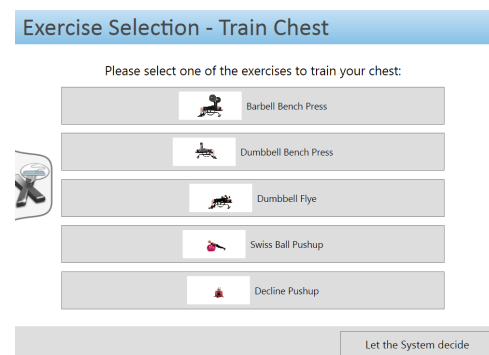 Exercise Selection - Train Chest
Please select one of the exercises to train your chest:
Barbell Bench Press
Dumbbell Bench Press
Dumbbell Flye
Swiss Ball Pushup
Decline Pushup
Let the System decide